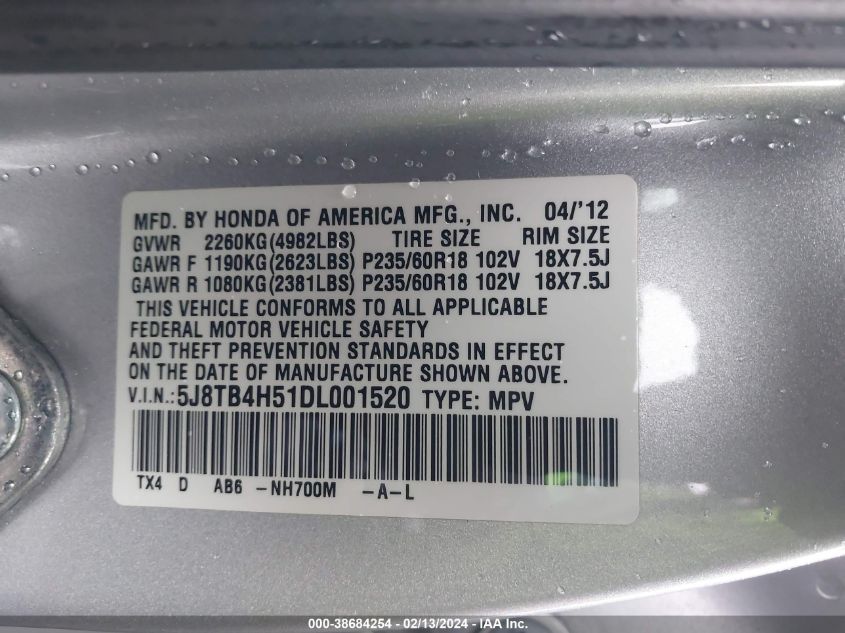 MFD. BY HONDA OF AMERICA MFG., INC. 04/'12
GVWR 2260KG(4982LBS) TIRE SIZE RIM SIZE
GAWR F 1190KG(2623LBS) P235/60R18 102V 18X7.5J
GAWR R 1080KG(2381LBS) P235/60R18 102V 18X7.5J
THIS VEHICLE CONFORMS TO ALL APPLICABLE
FEDERAL MOTOR VEHICLE SAFETY
AND THEFT PREVENTION STANDARDS IN EFFECT
ON THE DATE OF MANUFACTURE SHOWN ABOVE.
V.I.N.:5J8TB4H51DL001520 TYPE: MPV
TX4 D AB6 -NH700M -A-L
000-38684254 - 02/13/2024 - IAA Inc.